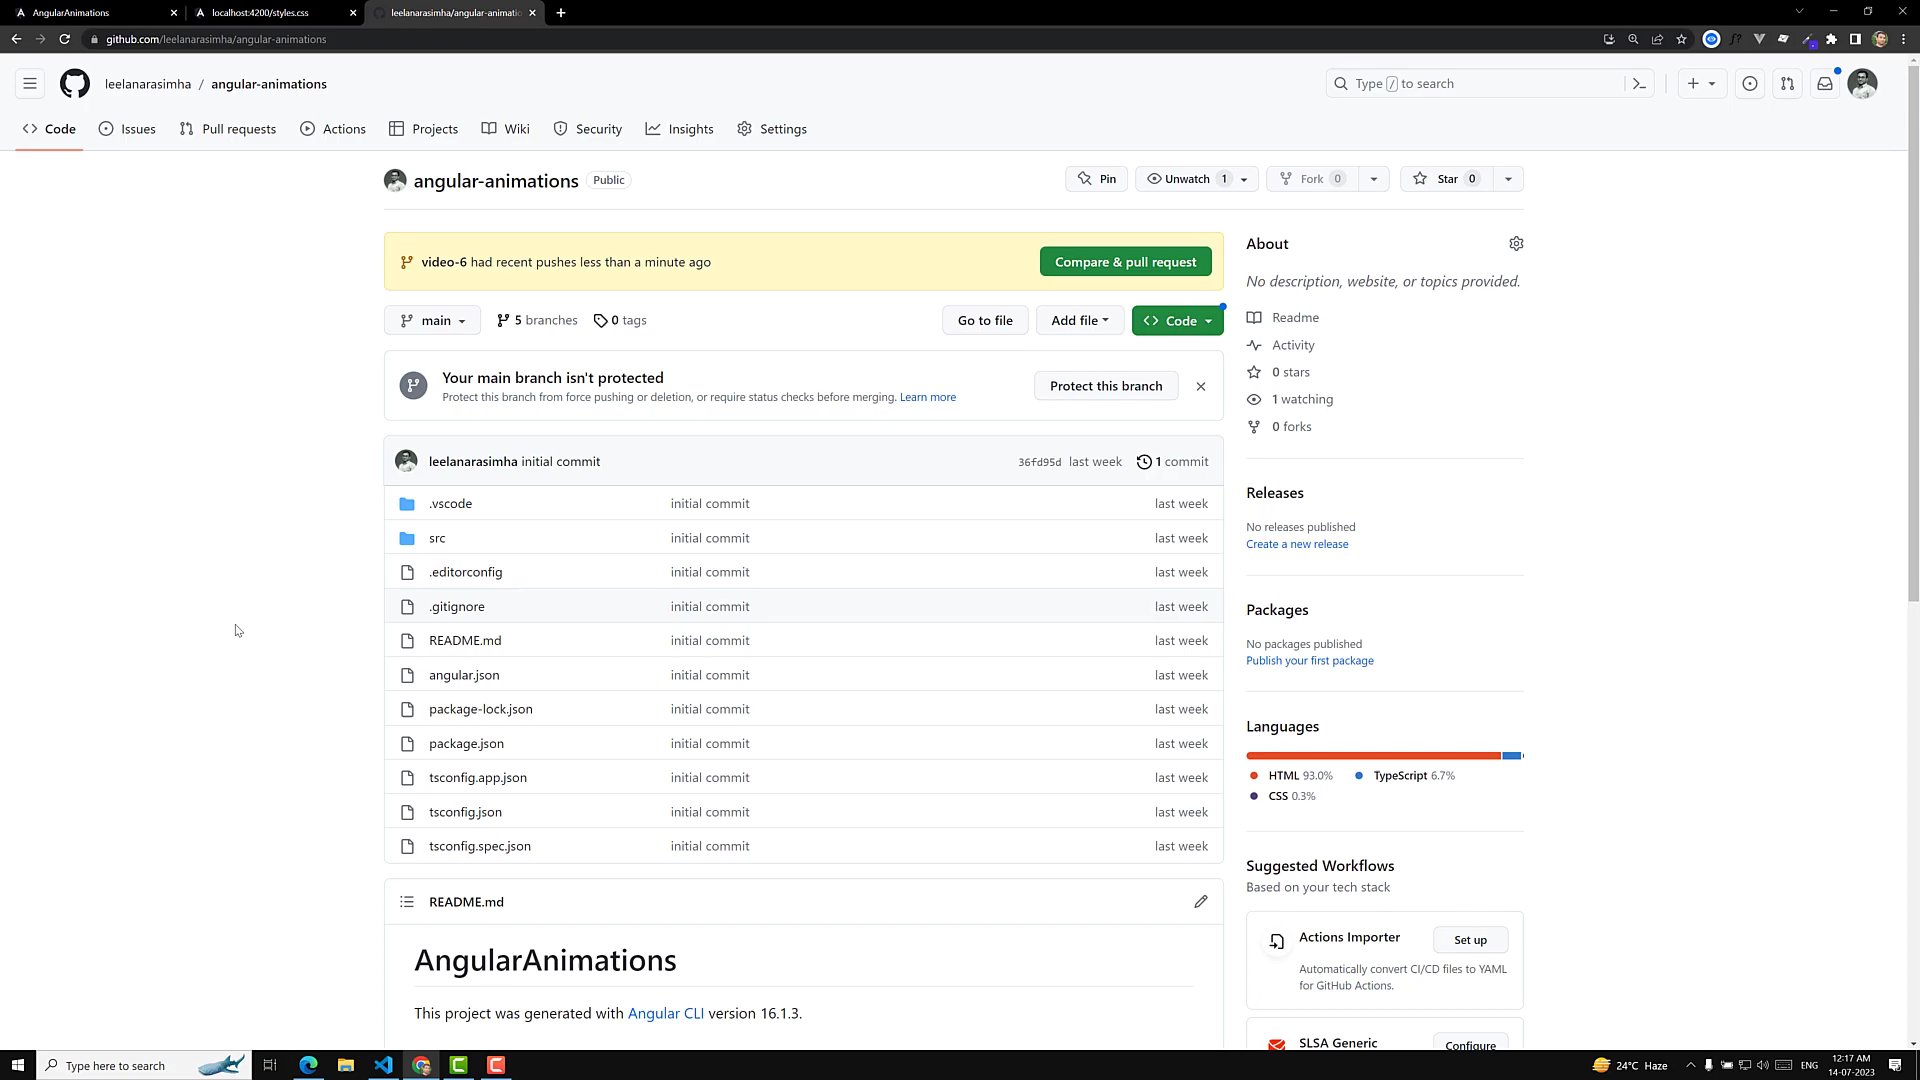 AngularAnimations
localhost:4200/styles.css
leelanarasimha/angular-animatio
github.com/leelanarasimha/angular-animations
leelanarasimha / angular-animations
Type / to search
Code
Issues
Pull requests
Actions
Projects
Wiki
Security
Insights
Settings
angular-animations
Public
Pin
Unwatch 1
Fork 0
Star 0
video-6 had recent pushes less than a minute ago
Compare & pull request
main
5 branches
0 tags
Go to file
Add file
Code
Your main branch isn't protected
Protect this branch from force pushing or deletion, or require status checks before merging. Learn more
Protect this branch
leelanarasimha initial commit
36fd95d last week
1 commit
.vscode initial commit last week
src initial commit last week
.editorconfig initial commit last week
.gitignore initial commit last week
README.md initial commit last week
angular.json initial commit last week
package-lock.json initial commit last week
package.json initial commit last week
tsconfig.app.json initial commit last week
tsconfig.json initial commit last week
tsconfig.spec.json initial commit last week
README.md
AngularAnimations
This project was generated with Angular CLI version 16.1.3.
About
No description, website, or topics provided.
Readme
Activity
0 stars
1 watching
0 forks
Releases
No releases published
Create a new release
Packages
No packages published
Publish your first package
Languages
HTML 93.0%
TypeScript 6.7%
CSS 0.3%
Suggested Workflows
Based on your tech stack
Actions Importer
Set up
Automatically convert CI/CD files to YAML
for GitHub Actions.
SLSA Generic
Configure
Type here to search
24°C Haze
ENG
12:17 AM
14-07-2023